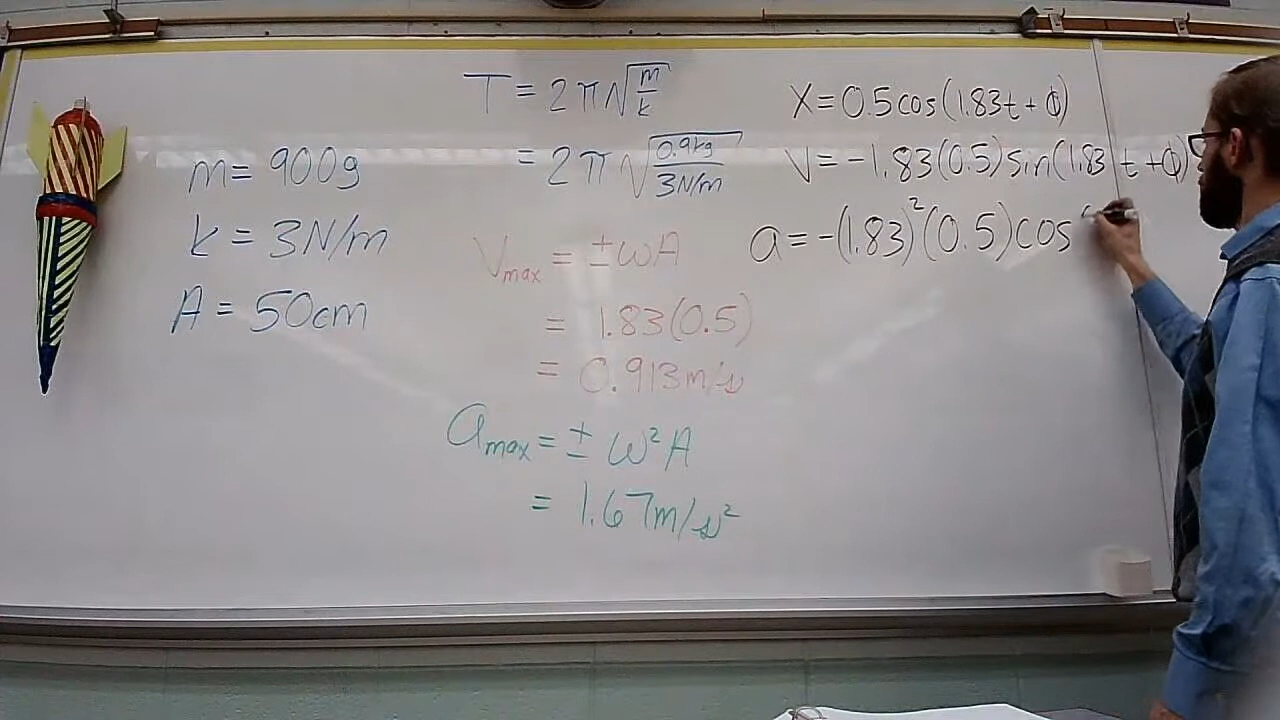 m = 900g
k = 3N/m
A = 50cm
T = 2π√m/k
= 2π√0.9kg/3N/m
Vmax = ±ωA
= 1.83(0.5)
= 0.913m/s
amax = ±ω²A
= 1.67m/s²
X = 0.5cos(1.83t + ϕ)
V = -1.83(0.5)sin(1.83t + ϕ)
a = -(1.83)²(0.5)cos(